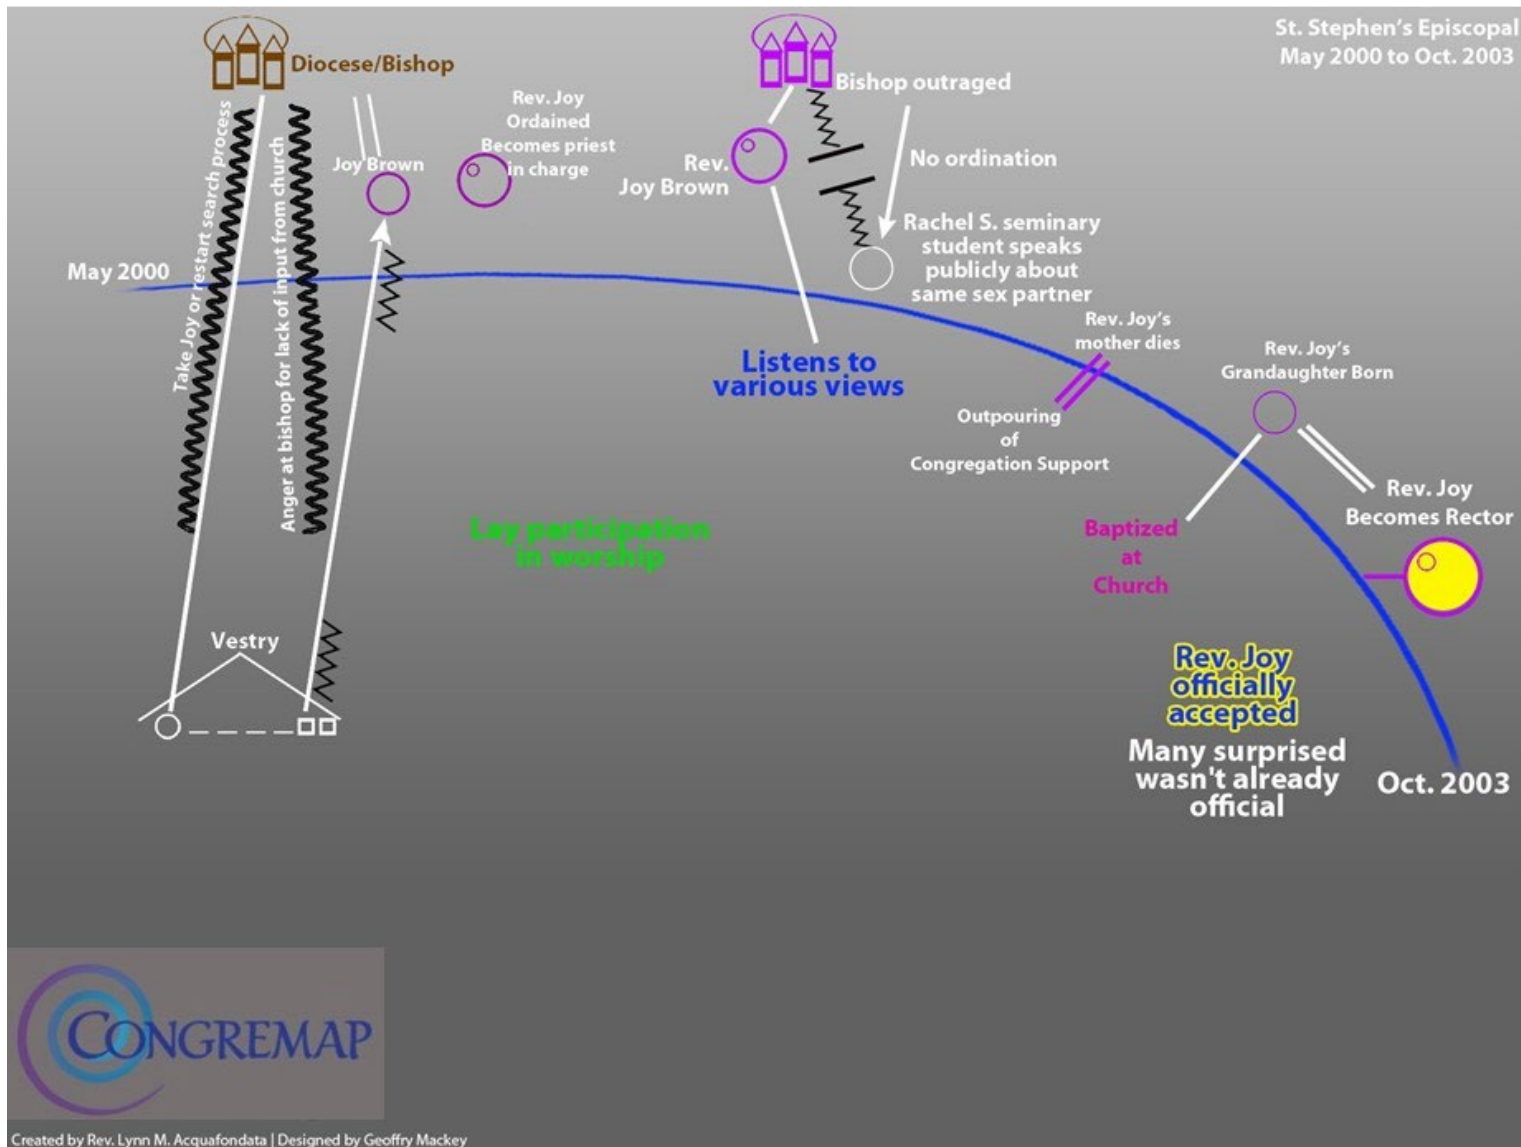 St. Stephen's Episcopal
May 2000 to Oct. 2003
Diocese/Bishop
Take Joy or restart search process
Anger at bishop for lack of input from church
Joy Brown
Rev. Joy
Ordained
Becomes priest
in charge
Bishop outraged
Rev.
Joy Brown
No ordination
Rachel S. seminary
student speaks
publicly about
same sex partner
May 2000
Listens to
various views
Rev. Joy's
mother dies
Outpouring
of
Congregation Support
Rev. Joy's
Grandaughter Born
Baptized
at
Church
Rev. Joy
Becomes Rector
Lay participation
in worship
Vestry
Rev. Joy
officially
accepted
Many surprised
wasn't already
official
Oct. 2003
CONGREMAP
Created by Rev. Lynn M. Acquafondata | Designed by Geoffry Mackey